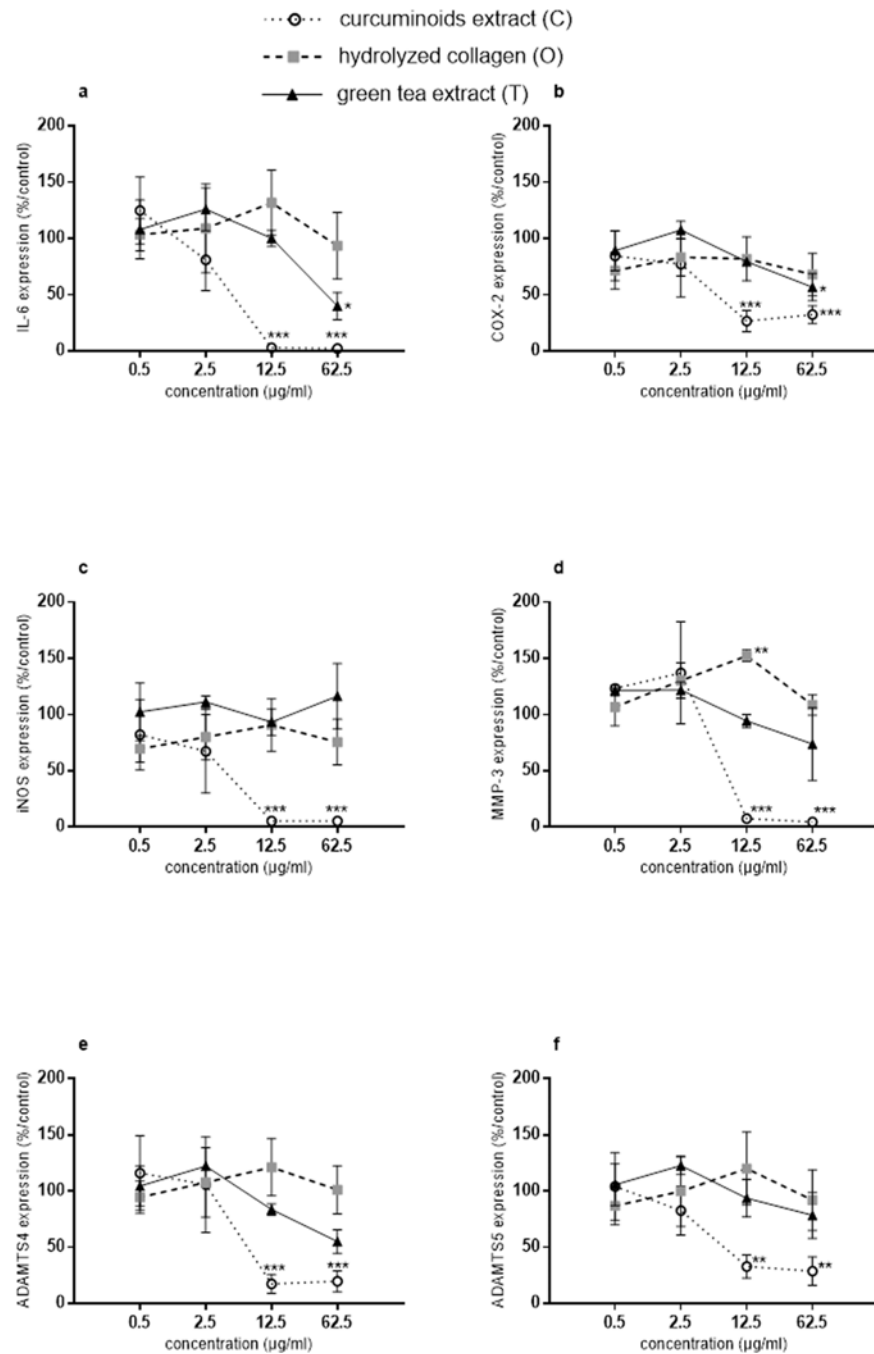 curcuminoids extract (C)
hydrolyzed collagen (O)
green tea extract (T)
a
IL-6 expression (%/control)
200
150
100
50
0
*
*** ***
0.5 2.5 12.5 62.5
concentration (µg/ml)
b
COX-2 expression (%/control)
200
150
100
50
0
*
*** ***
0.5 2.5 12.5 62.5
concentration (µg/ml)
c
iNOS expression (%/control)
200
150
100
50
0
*** ***
0.5 2.5 12.5 62.5
concentration (µg/ml)
d
MMP-3 expression (%/control)
200
150
100
50
0
**
*** ***
0.5 2.5 12.5 62.5
concentration (µg/ml)
e
ADAMTS4 expression (%/control)
200
150
100
50
0
*** ***
0.5 2.5 12.5 62.5
concentration (µg/ml)
f
ADAMTS5 expression (%/control)
200
150
100
50
0
** **
0.5 2.5 12.5 62.5
concentration (µg/ml)